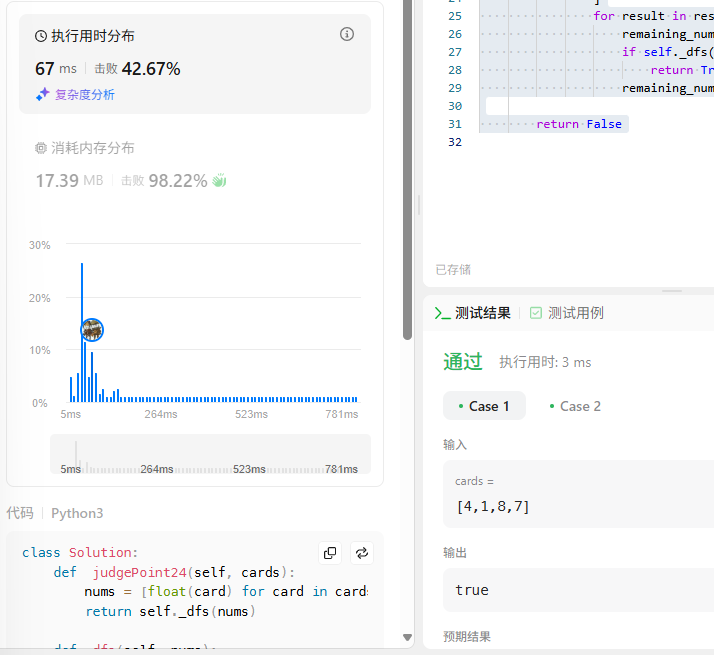 执行用时分布
67 ms | 击败 42.67%
复杂度分析
消耗内存分布
17.39 MB | 击败 98.22%
30%
20%
10%
0%
5ms 264ms 523ms 781ms
5ms 264ms 523ms 781ms
代码 | Python3
class Solution:
def judgePoint24(self, cards):
nums = [float(card) for card in card
return self._dfs(nums)
def _dfs(self, nums):
24 ]
25 for result in res
26 remaining_num
27 if self._dfs(
28 return Tr
29 remaining_num
30
31 return False
32
已存储
测试结果 | 测试用例
通过 执行用时: 3 ms
• Case 1 • Case 2
输入
cards =
[4,1,8,7]
输出
true
预期结果